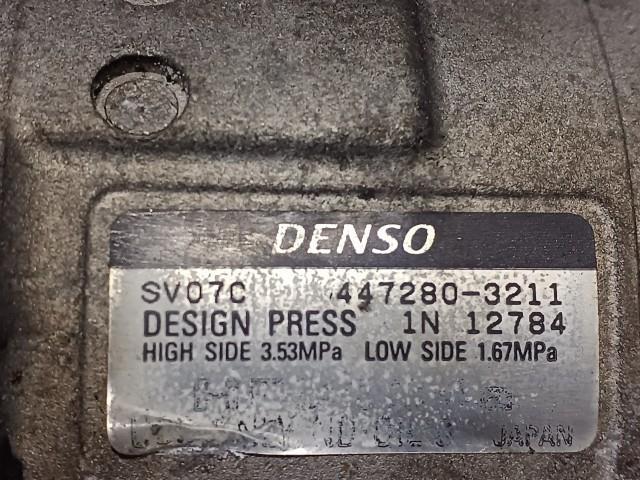 DENSO
SV07C 447280-3211
DESIGN PRESS 1N 12784
HIGH SIDE 3.53MPa LOW SIDE 1.67MPa
JAPAN